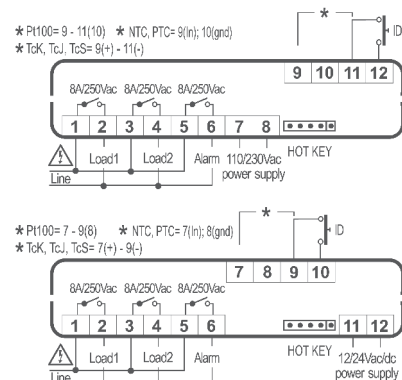 *
* Pt100= 9 - 11(10) * NTC, PTC= 9(In); 10(gnd)
* TcK, TcJ, TcS= 9(+) - 11(-)
ID
9 10 11 12
8A/250Vac 8A/250Vac 8A/250Vac
1 2 3 4 5 6 7 8
HOT KEY
Load1 Load2 Alarm 110/230Vac
power supply
Line
*
* Pt100= 7 - 9(8) * NTC, PTC= 7(In); 8(gnd)
* TcK, TcJ, TcS= 7(+) - 9(-)
ID
7 8 9 10
8A/250Vac 8A/250Vac 8A/250Vac
1 2 3 4 5 6 11 12
HOT KEY
Load1 Load2 Alarm 12/24Vac/dc
power supply
Line